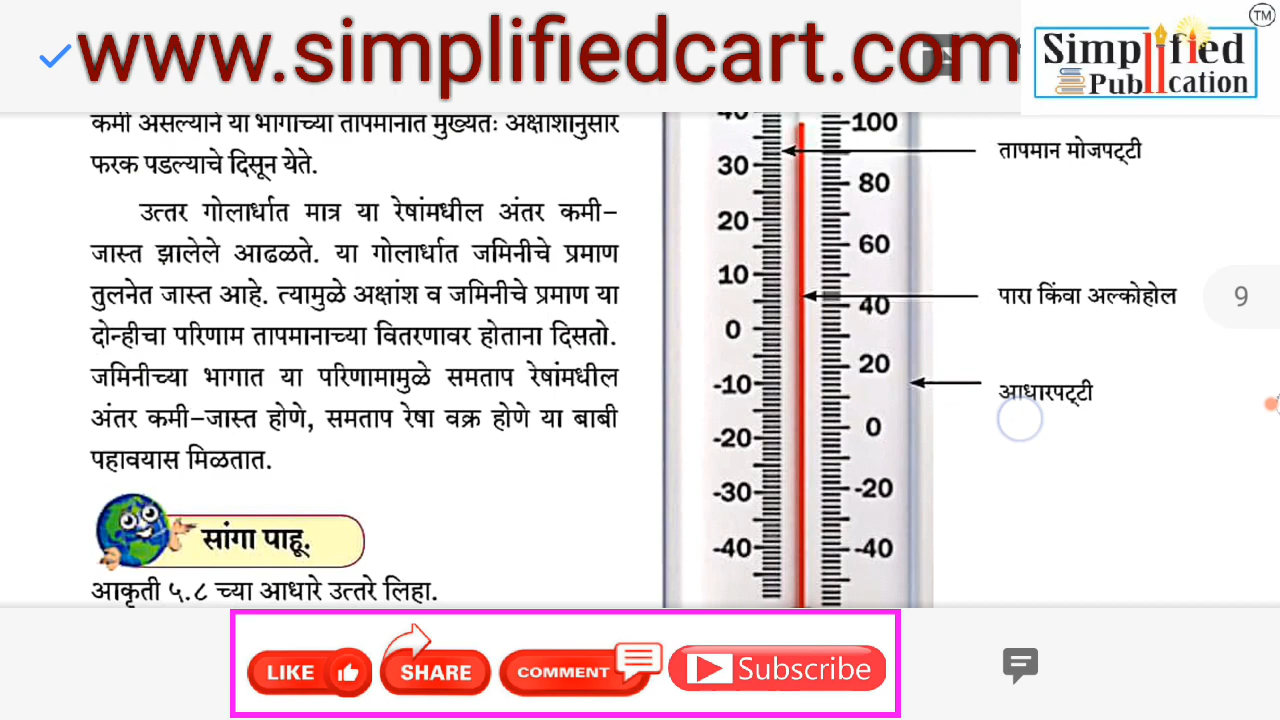 www.simplifiedcart.com
Simplified
Publication
TM
कमी असल्याने या भागाच्या तापमानात मुख्यतः अक्षांशानुसार
फरक पडल्याचे दिसून येते.
उत्तर गोलार्धात मात्र या रेषांमधील अंतर कमी-
जास्त झालेले आढळते. या गोलार्धात जमिनीचे प्रमाण
तुलनेत जास्त आहे. त्यामुळे अक्षांश व जमिनीचे प्रमाण या
दोन्हीचा परिणाम तापमानाच्या वितरणावर होताना दिसतो.
जमिनीच्या भागात या परिणामामुळे समताप रेषांमधील
अंतर कमी-जास्त होणे, समताप रेषा वक्र होणे या बाबी
पहावयास मिळतात.
सांगा पाहू.
आकृती ५.८ च्या आधारे उत्तरे लिहा.
40
30
20
10
0
-10
-20
-30
-40
100
80
60
40
20
0
-20
-40
तापमान मोजपट्टी
पारा किंवा अल्कोहोल
आधारपट्टी
9
LIKE
SHARE
COMMENT
Subscribe